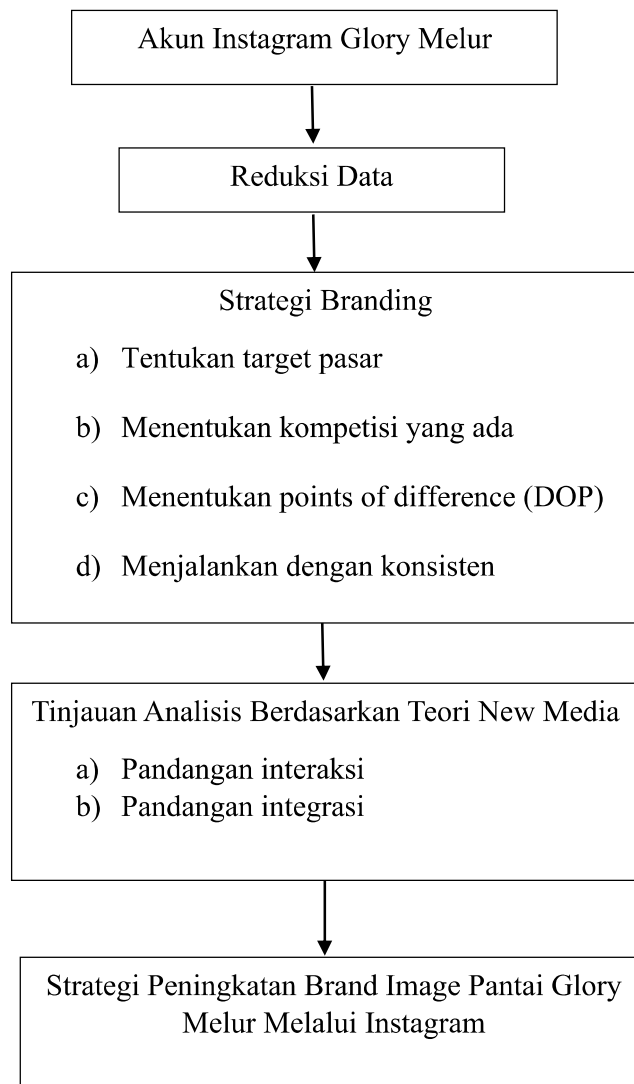 Akun Instagram Glory Melur
Reduksi Data
Strategi Branding
a) Tentukan target pasar
b) Menentukan kompetisi yang ada
c) Menentukan points of difference (DOP)
d) Menjalankan dengan konsisten
Tinjauan Analisis Berdasarkan Teori New Media
a) Pandangan interaksi
b) Pandangan integrasi
Strategi Peningkatan Brand Image Pantai Glory
Melur Melalui Instagram